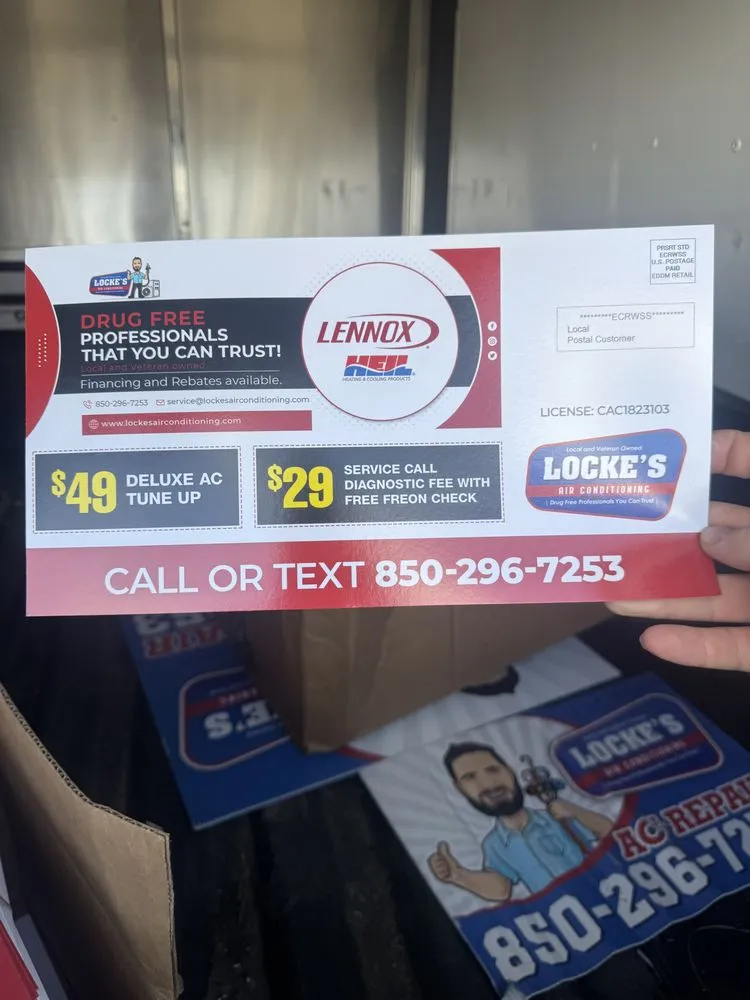 LOCKE'S
AIR CONDITIONING
DRUG FREE
PROFESSIONALS
THAT YOU CAN TRUST!
Local and Veteran owned
Financing and Rebates available.
850-296-7253 service@lockesairconditioning.com
www.lockesairconditioning.com
LENNOX
HEIL
HEATING & COOLING PRODUCTS
PRSRT STD
ECRWSS
U.S. POSTAGE
PAID
EDDM RETAIL
*********ECRWSS*********
Local
Postal Customer
LICENSE: CAC1823103
$49 DELUXE AC
TUNE UP
$29 SERVICE CALL
DIAGNOSTIC FEE WITH
FREE FREON CHECK
Local and Veteran Owned
LOCKE'S
AIR CONDITIONING
Drug Free Professionals You Can Trust
CALL OR TEXT 850-296-7253
LOCKE'S
AIR CONDITIONING
AC REPAI
850-296-72